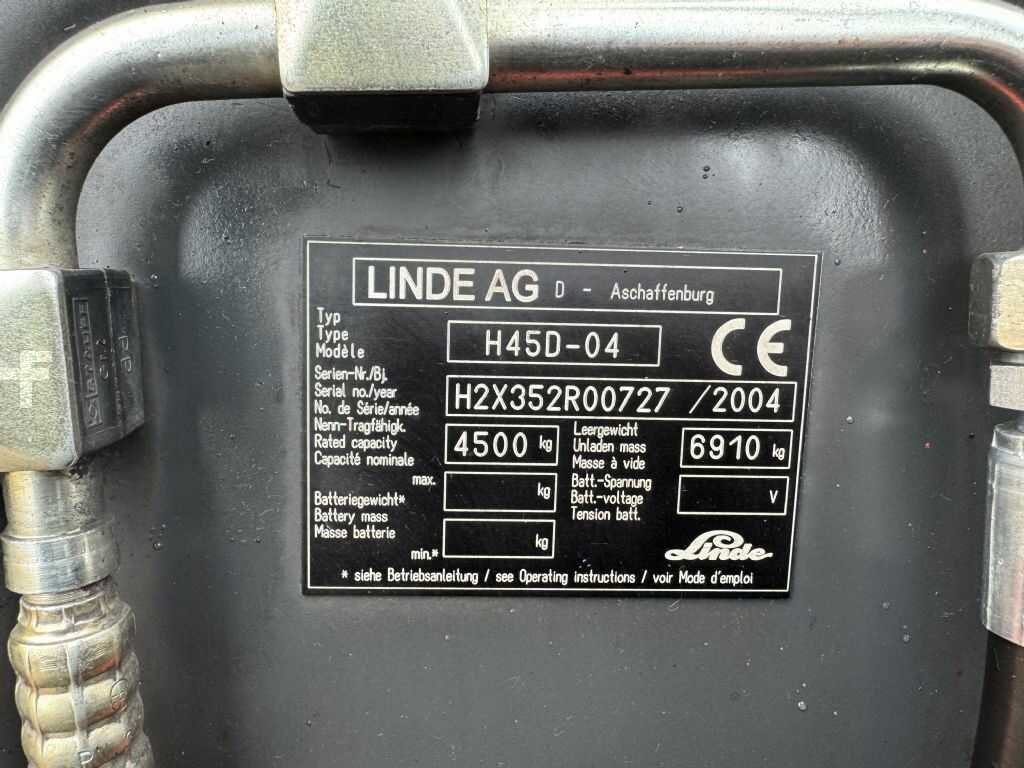 LINDE AG D - Aschaffenburg
Typ
Type
Modèle
H45D-04
CE
Serien-Nr./Bj.
Serial no./year
No. de Série/année
H2X352R00727 /2004
Nenn-Tragfähigk.
Rated capacity
Capacité nominale
4500 kg
Leergewicht
Unladen mass
Masse à vide
6910 kg
max.
kg
Batteriegewicht*
Battery mass
Masse batterie
min.*
kg
Batt.-Spannung
Batt.-voltage
Tension batt.
V
Linde
* siehe Betriebsanleitung / see Operating instructions / voir Mode d'emploi